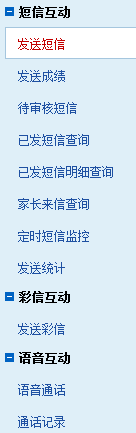 短信互动
发送短信
发送成绩
待审核短信
已发短信查询
已发短信明细查询
家长来信查询
定时短信监控
发送统计
彩信互动
发送彩信
语音互动
语音通话
通话记录